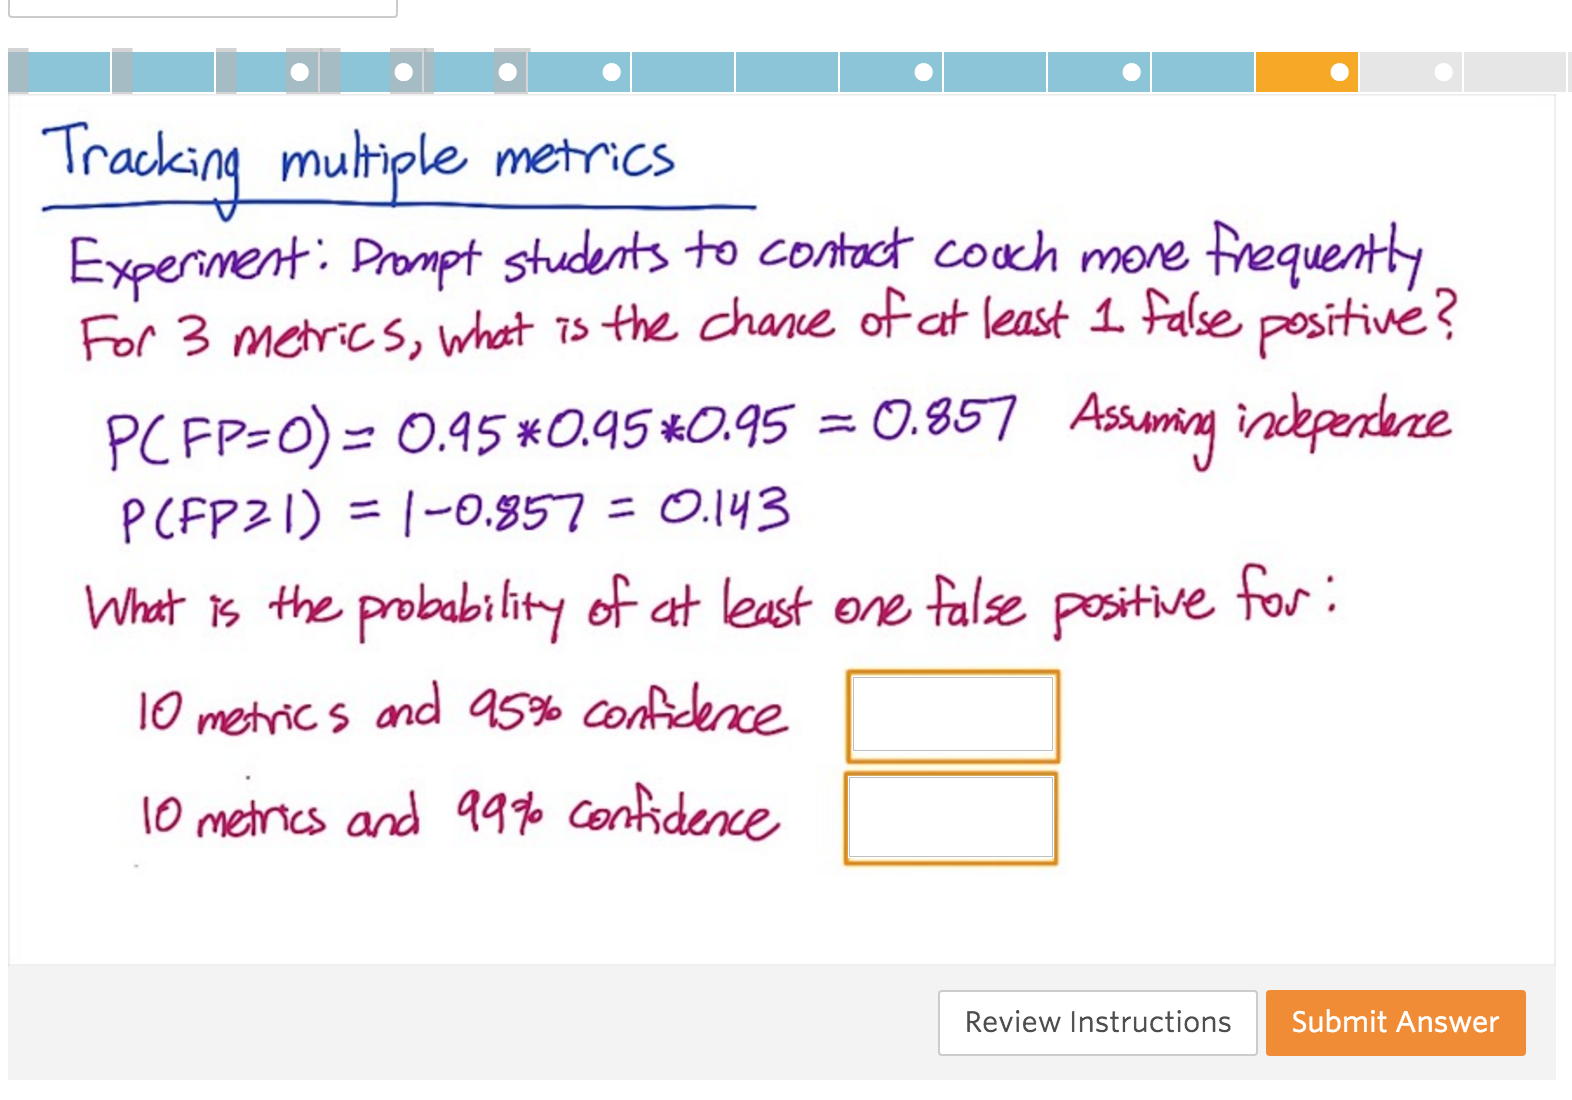 Tracking multiple metrics
Experiment: Prompt students to contact coach more frequently
For 3 metrics, what is the chance of at least 1 false positive?
P(FP=0) = 0.95*0.95*0.95 = 0.857 Assuming independence
P(FP≥1) = 1-0.857 = 0.143
What is the probability of at least one false positive for:
10 metrics and 95% confidence
10 metrics and 99% confidence
Review Instructions
Submit Answer